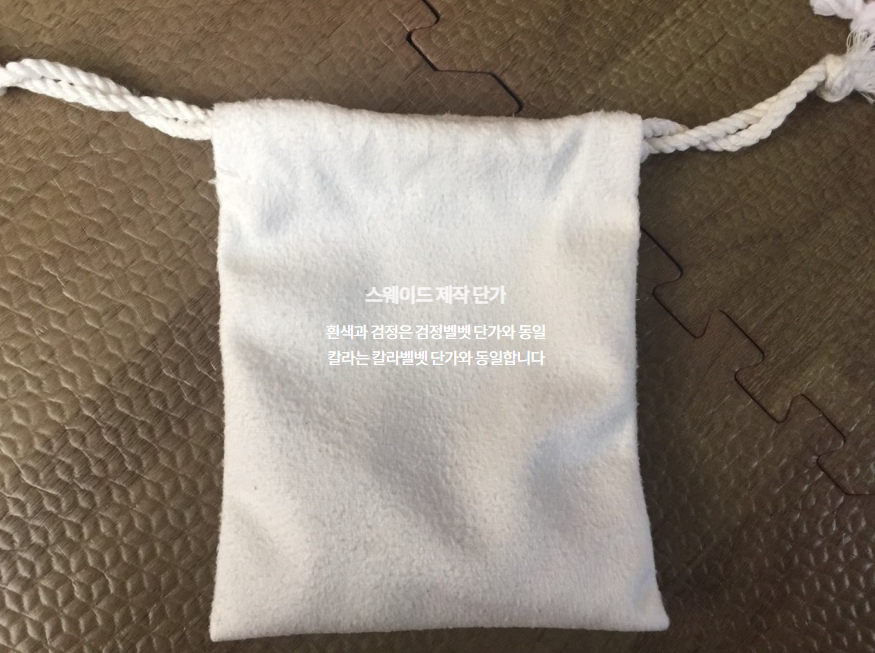 스웨이드 제작 단가
흰색과 검정은 검정벨벳 단가와 동일
칼라는 칼라벨벳 단가와 동일합니다